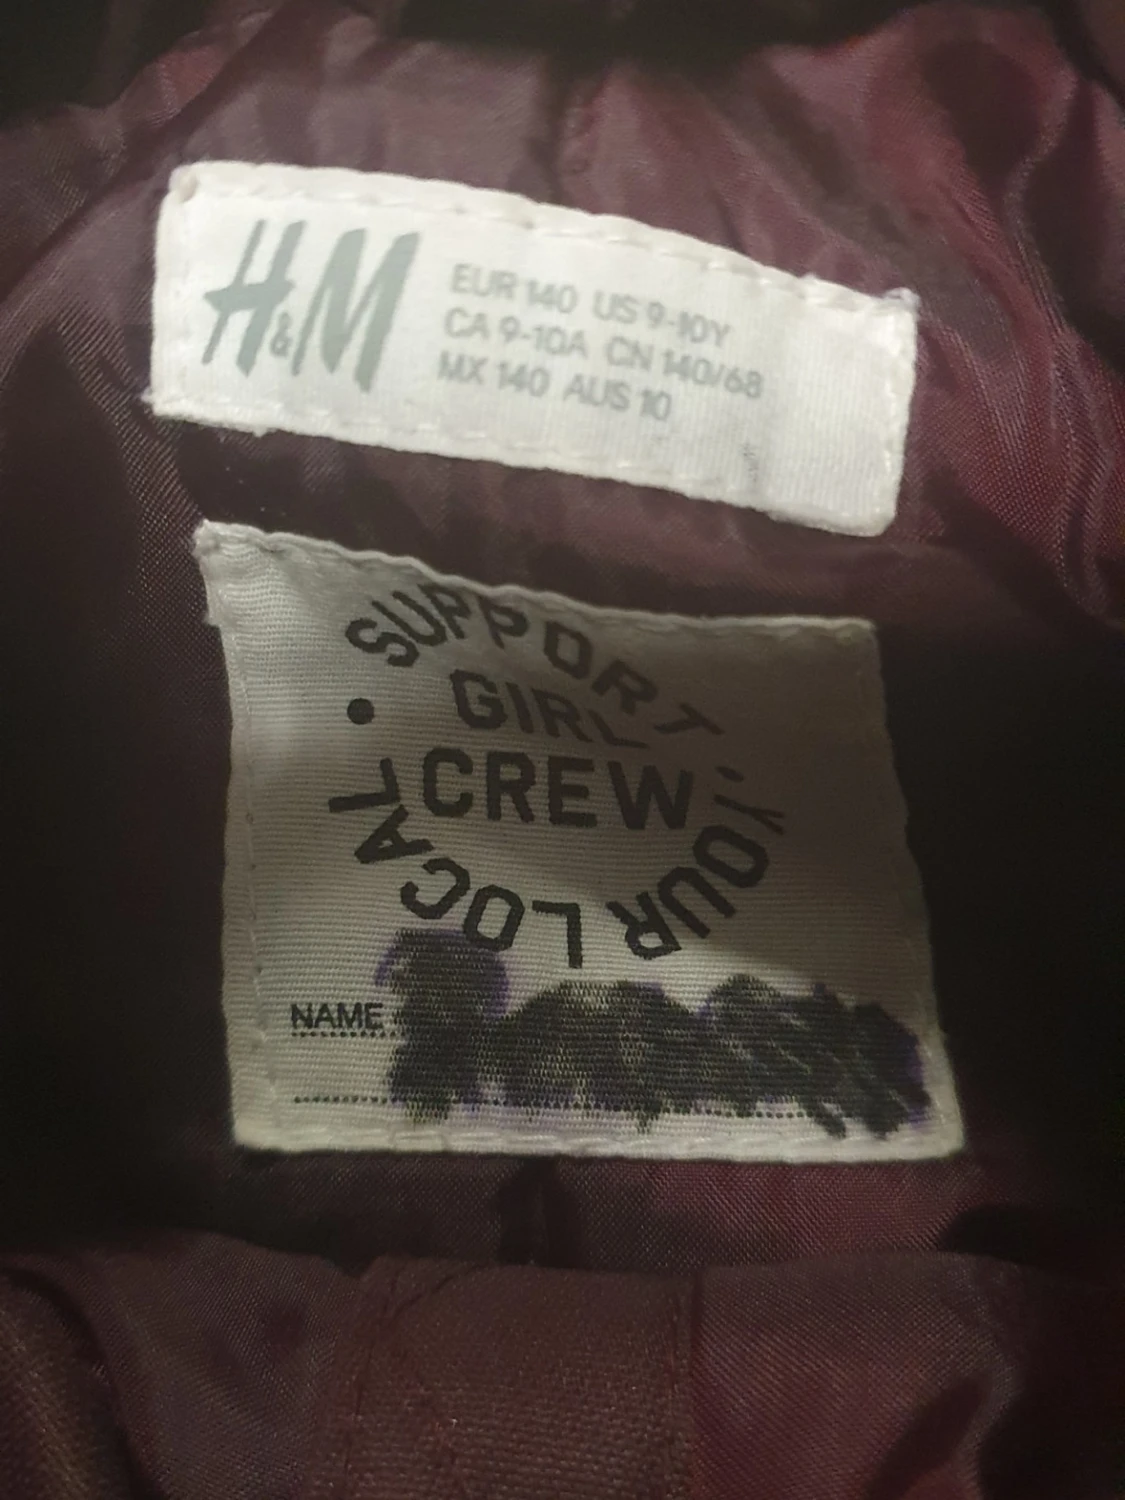 H&M
EUR 140 US 9-10Y
CA 9-10A CN 140/68
MX 140 AUS 10
SUPPORT • YOUR LOCAL •
GIRL
CREW
NAME